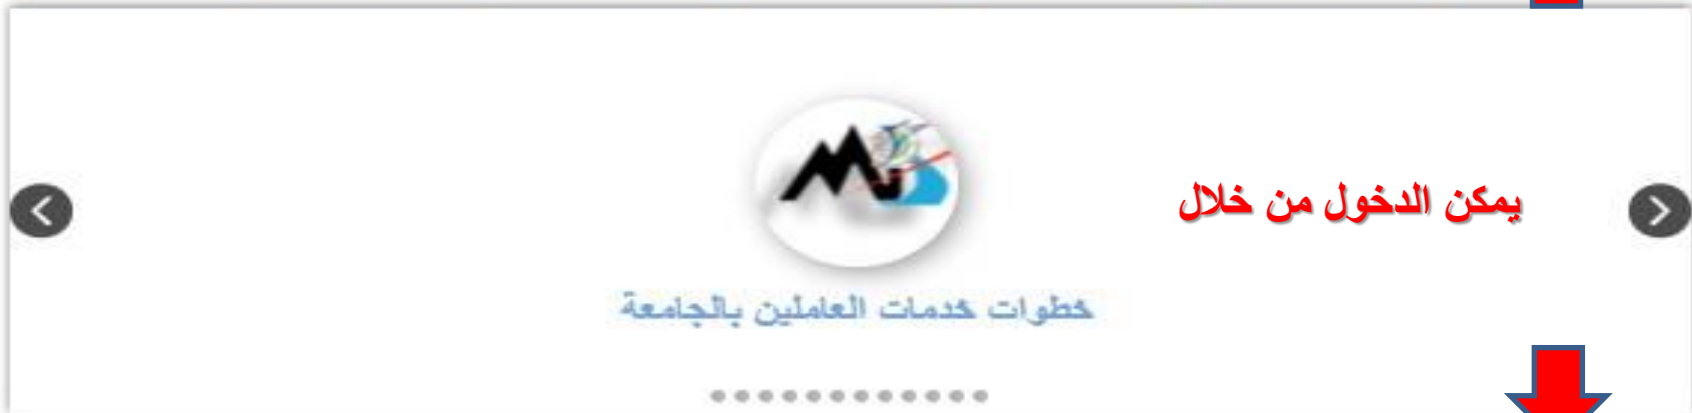 يمكن الدخول من خلال
خطوات خدمات العاملين بالجامعة